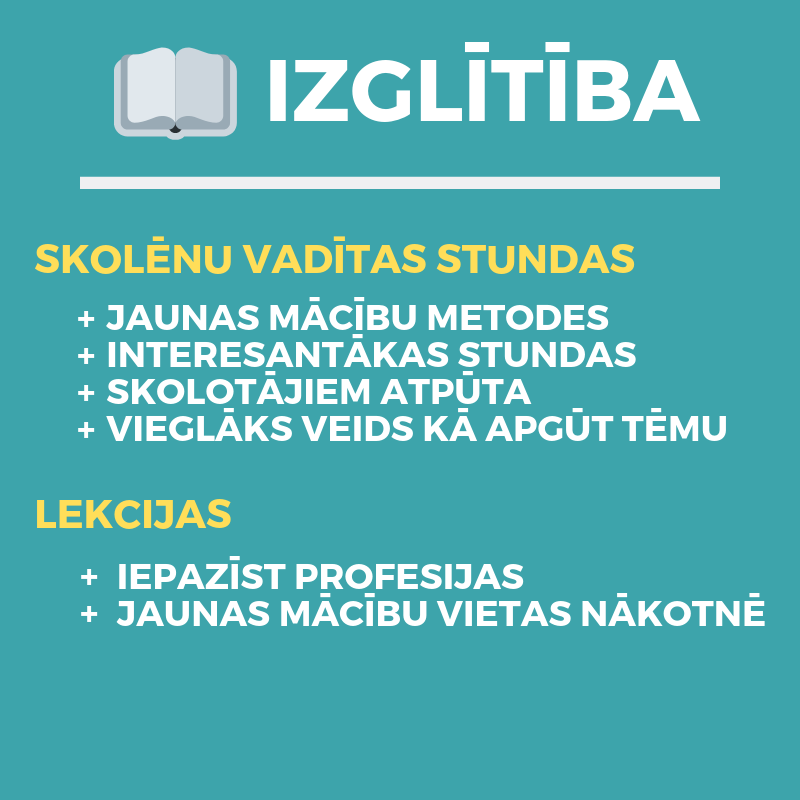 IZGLĪTĪBA
SKOLĒNU VADĪTAS STUNDAS
+ JAUNAS MĀCĪBU METODES
+ INTERESANTĀKAS STUNDAS
+ SKOLOTĀJIEM ATPŪTA
+ VIEGLĀKS VEIDS KĀ APGŪT TĒMU
LEKCIJAS
+ IEPAZĪST PROFESIJAS
+ JAUNAS MĀCĪBU VIETAS NĀKOTNĒ